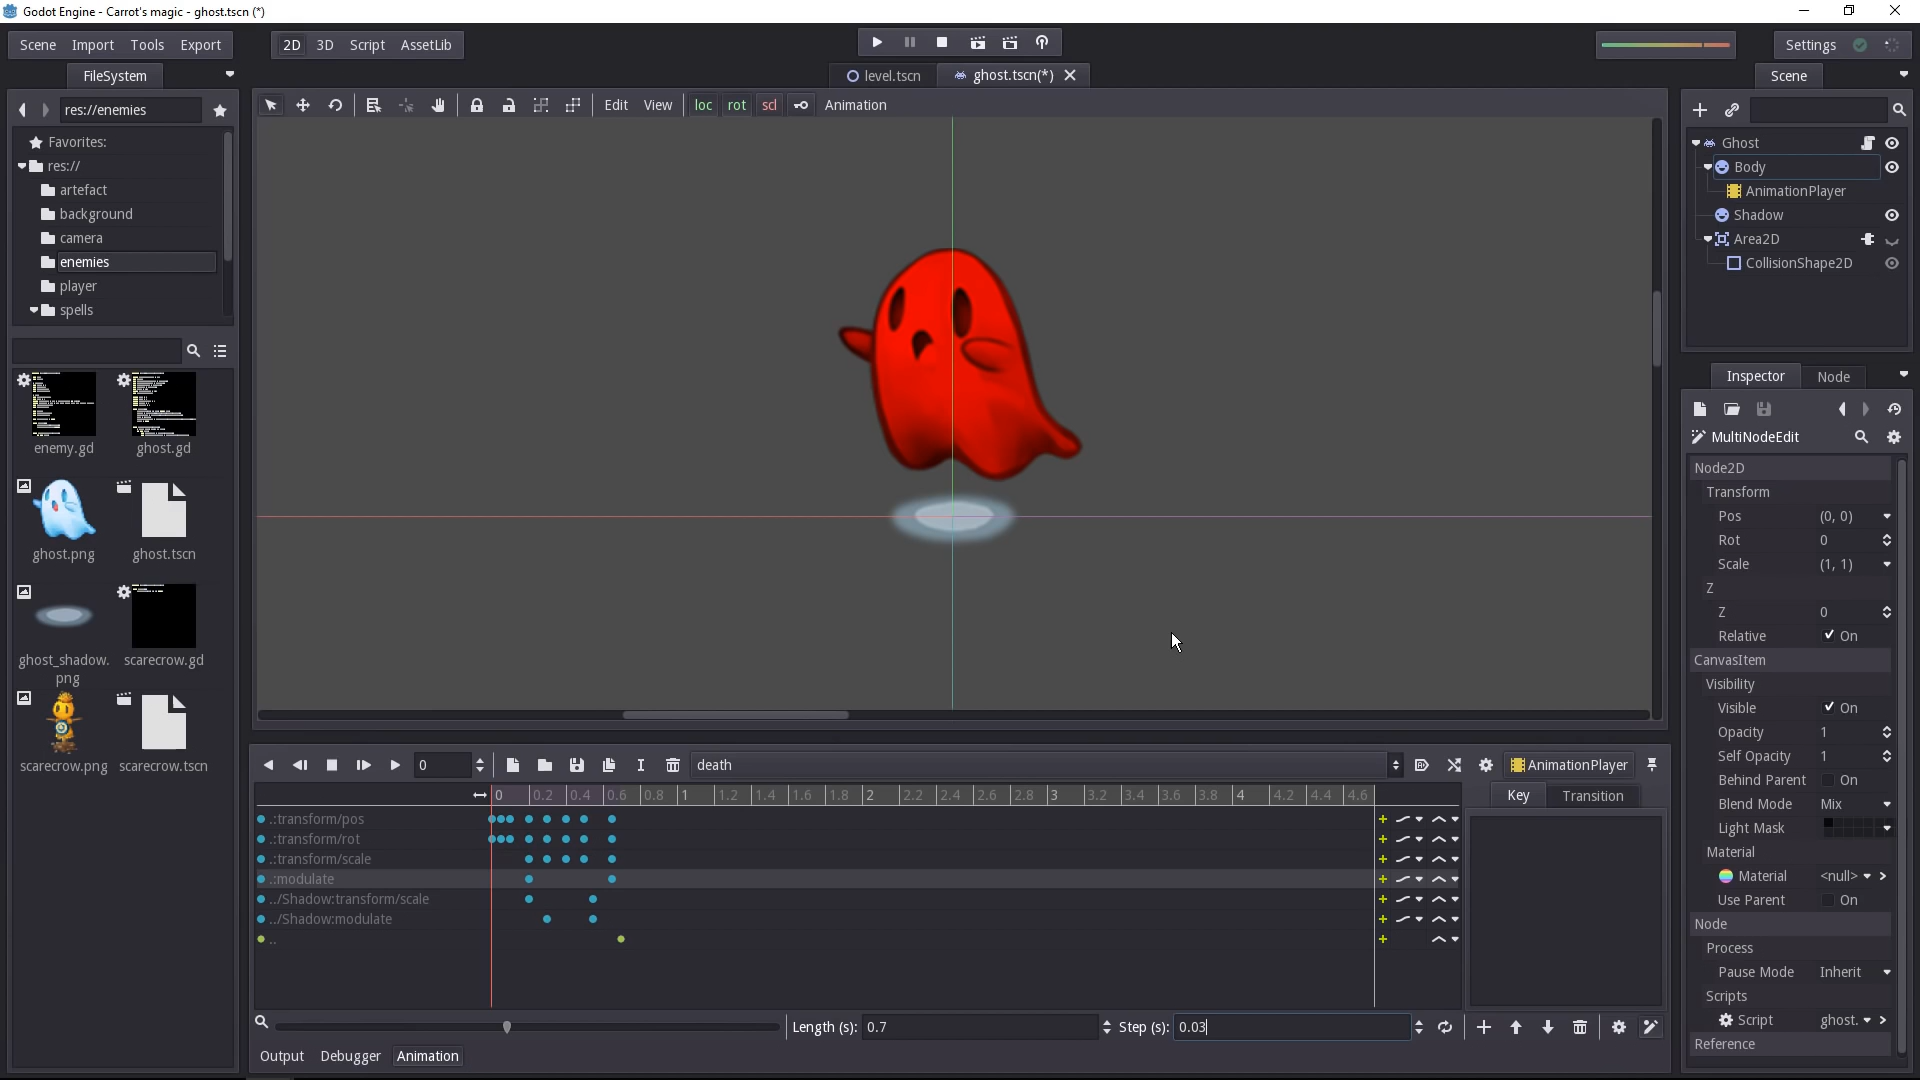 Godot Engine - Carrot's magic - ghost.tscn (*)
Scene Import Tools Export
2D 3D Script AssetLib
Settings
FileSystem
level.tscn
ghost.tscn(*)
Scene
res://enemies
Edit View loc rot scl Animation
Favorites:
res://
artefact
background
camera
enemies
player
spells
enemy.gd
ghost.gd
ghost.png
ghost.tscn
ghost_shadow.
png
scarecrow.gd
scarecrow.png
scarecrow.tscn
Ghost
Body
AnimationPlayer
Shadow
Area2D
CollisionShape2D
Inspector Node
MultiNodeEdit
Node2D
Transform
Pos (0, 0)
Rot 0
Scale (1, 1)
Z
Z 0
Relative On
CanvasItem
Visibility
Visible On
Opacity 1
Self Opacity 1
Behind Parent On
Blend Mode Mix
Light Mask
Material
Material <null>
Use Parent On
Node
Process
Pause Mode Inherit
Scripts
Script ghost.
Reference
0 death AnimationPlayer
0 0.2 0.4 0.6 0.8 1 1.2 1.4 1.6 1.8 2 2.2 2.4 2.6 2.8 3 3.2 3.4 3.6 3.8 4 4.2 4.4 4.6
Key Transition
.:transform/pos
.:transform/rot
.:transform/scale
.:modulate
../Shadow:transform/scale
../Shadow:modulate
..
Length (s): 0.7 Step (s): 0.03
Output Debugger Animation